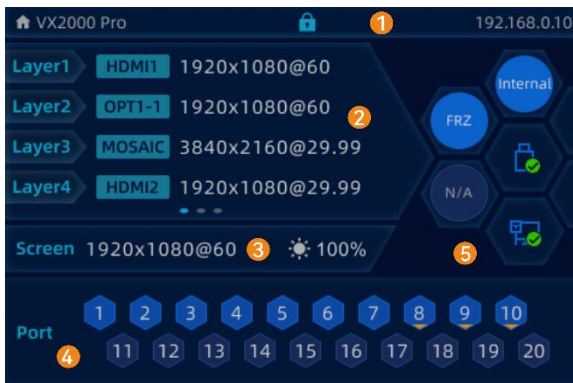 VX2000 Pro 1 192.168.0.10
Layer1 HDMI1 1920x1080@60
Layer2 OPT1-1 1920x1080@60 2
Layer3 MOSAIC 3840x2160@29.99
Layer4 HDMI2 1920x1080@29.99
Internal
FRZ
N/A
Screen 1920x1080@60 3 100% 5
Port 4
1 2 3 4 5 6 7 8 9 10
11 12 13 14 15 16 17 18 19 20